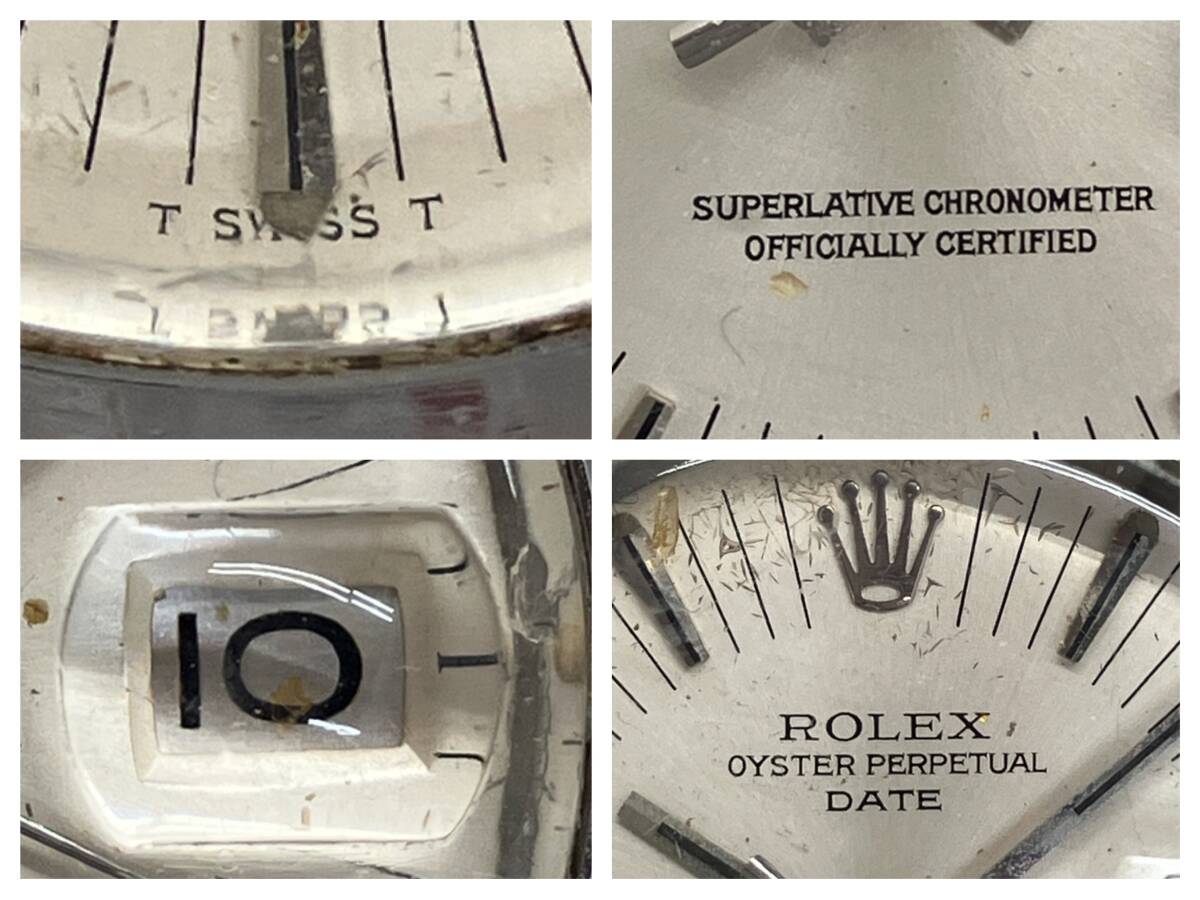 T SWISS T
SUPERLATIVE CHRONOMETER
OFFICIALLY CERTIFIED
10
ROLEX
OYSTER PERPETUAL
DATE